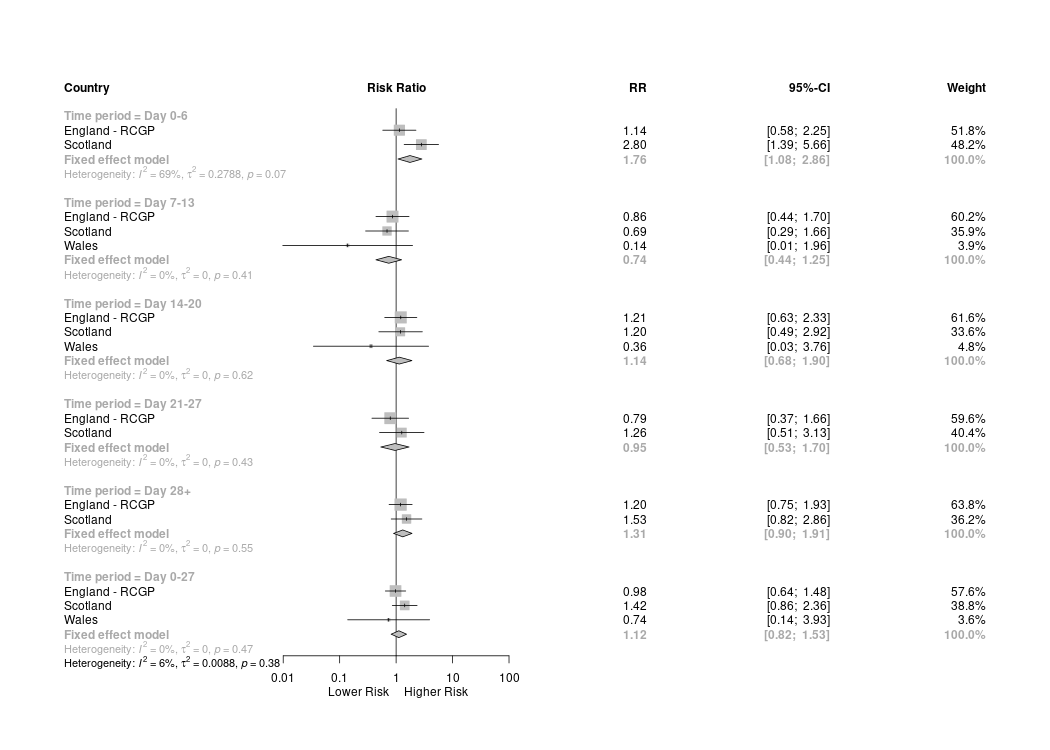 Country Risk Ratio RR 95%-CI Weight
Time period = Day 0-6
England - RCGP 1.14 [0.58; 2.25] 51.8%
Scotland 2.80 [1.39; 5.66] 48.2%
Fixed effect model 1.76 [1.08; 2.86] 100.0%
Heterogeneity: I² = 69%, τ² = 0.2788, p = 0.07
Time period = Day 7-13
England - RCGP 0.86 [0.44; 1.70] 60.2%
Scotland 0.69 [0.29; 1.66] 35.9%
Wales 0.14 [0.01; 1.96] 3.9%
Fixed effect model 0.74 [0.44; 1.25] 100.0%
Heterogeneity: I² = 0%, τ² = 0, p = 0.41
Time period = Day 14-20
England - RCGP 1.21 [0.63; 2.33] 61.6%
Scotland 1.20 [0.49; 2.92] 33.6%
Wales 0.36 [0.03; 3.76] 4.8%
Fixed effect model 1.14 [0.68; 1.90] 100.0%
Heterogeneity: I² = 0%, τ² = 0, p = 0.62
Time period = Day 21-27
England - RCGP 0.79 [0.37; 1.66] 59.6%
Scotland 1.26 [0.51; 3.13] 40.4%
Fixed effect model 0.95 [0.53; 1.70] 100.0%
Heterogeneity: I² = 0%, τ² = 0, p = 0.43
Time period = Day 28+
England - RCGP 1.20 [0.75; 1.93] 63.8%
Scotland 1.53 [0.82; 2.86] 36.2%
Fixed effect model 1.31 [0.90; 1.91] 100.0%
Heterogeneity: I² = 0%, τ² = 0, p = 0.55
Time period = Day 0-27
England - RCGP 0.98 [0.64; 1.48] 57.6%
Scotland 1.42 [0.86; 2.36] 38.8%
Wales 0.74 [0.14; 3.93] 3.6%
Fixed effect model 1.12 [0.82; 1.53] 100.0%
Heterogeneity: I² = 0%, τ² = 0, p = 0.47
Heterogeneity: I² = 6%, τ² = 0.0088, p = 0.38
0.01 0.1 1 10 100
Lower Risk Higher Risk